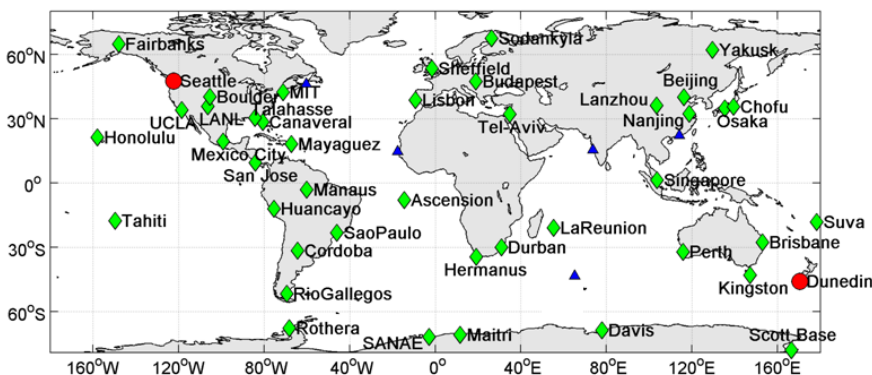 60°N
30°N
0°
30°S
60°S
Fairbanks
Sodankyla
Yakusk
Seattle
Sheffield
Budapest
Beijing
Boulder
MIT
Lanzhou
Lisbon
Chofu
UCLA
LANL
Talahasse
Canaveral
Tel-Aviv
Nanjing
Osaka
Honolulu
Mexico City
Mayaguez
San Jose
Manaus
Singapore
Huancayo
Ascension
Tahiti
SaoPaulo
LaReunion
Suva
Cordoba
Durban
Hermanus
Perth
Brisbane
Kingston
Dunedin
RioGallegos
Rothera
SANAE
Maitri
Davis
Scott Base
160°W 120°W 80°W 40°W 0° 40°E 80°E 120°E 160°E